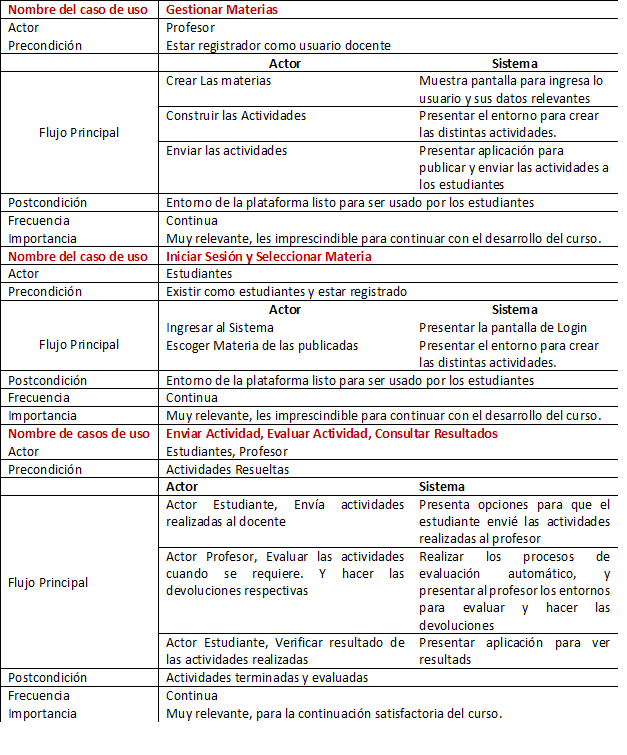 Nombre del caso de uso Gestionar Materias
Actor Profesor
Precondición Estar registrador como usuario docente
Actor Sistema
Flujo Principal
Crear Las materias Muestra pantalla para ingresa lo
usuario y sus datos relevantes
Construir las Actividades Presentar el entorno para crear
las distintas actividades.
Enviar las actividades Presentar aplicación para
publicar y enviar las actividades a
los estudiantes
Postcondición Entorno de la plataforma listo para ser usado por los estudiantes
Frecuencia Continua
Importancia Muy relevante, les imprescindible para continuar con el desarrollo del curso.
Nombre del caso de uso Iniciar Sesión y Seleccionar Materia
Actor Estudiantes
Precondición Existir como estudiantes y estar registrado
Actor Sistema
Flujo Principal
Ingresar al Sistema Presentar la pantalla de Login
Escoger Materia de las publicadas Presentar el entorno para crear
las distintas actividades.
Postcondición Entorno de la plataforma listo para ser usado por los estudiantes
Frecuencia Continua
Importancia Muy relevante, les imprescindible para continuar con el desarrollo del curso.
Nombre de casos de uso Enviar Actividad, Evaluar Actividad, Consultar Resultados
Actor Estudiantes, Profesor
Precondición Actividades Resueltas
Actor Sistema
Flujo Principal
Actor Estudiante, Envía actividades
realizadas al docente
Presenta opciones para que el
estudiante envié las actividades
realizadas al profesor
Actor Profesor, Evaluar las actividades
cuando se requiere. Y hacer las
devoluciones respectivas
Realizar los procesos de
evaluación automático, y
presentar al profesor los entornos
para evaluar y hacer las
devoluciones
Actor Estudiante, Verificar resultado de
las actividades realizadas
Presentar aplicación para ver
resultads
Postcondición Actividades terminadas y evaluadas
Frecuencia Continua
Importancia Muy relevante, para la continuación satisfactoria del curso.